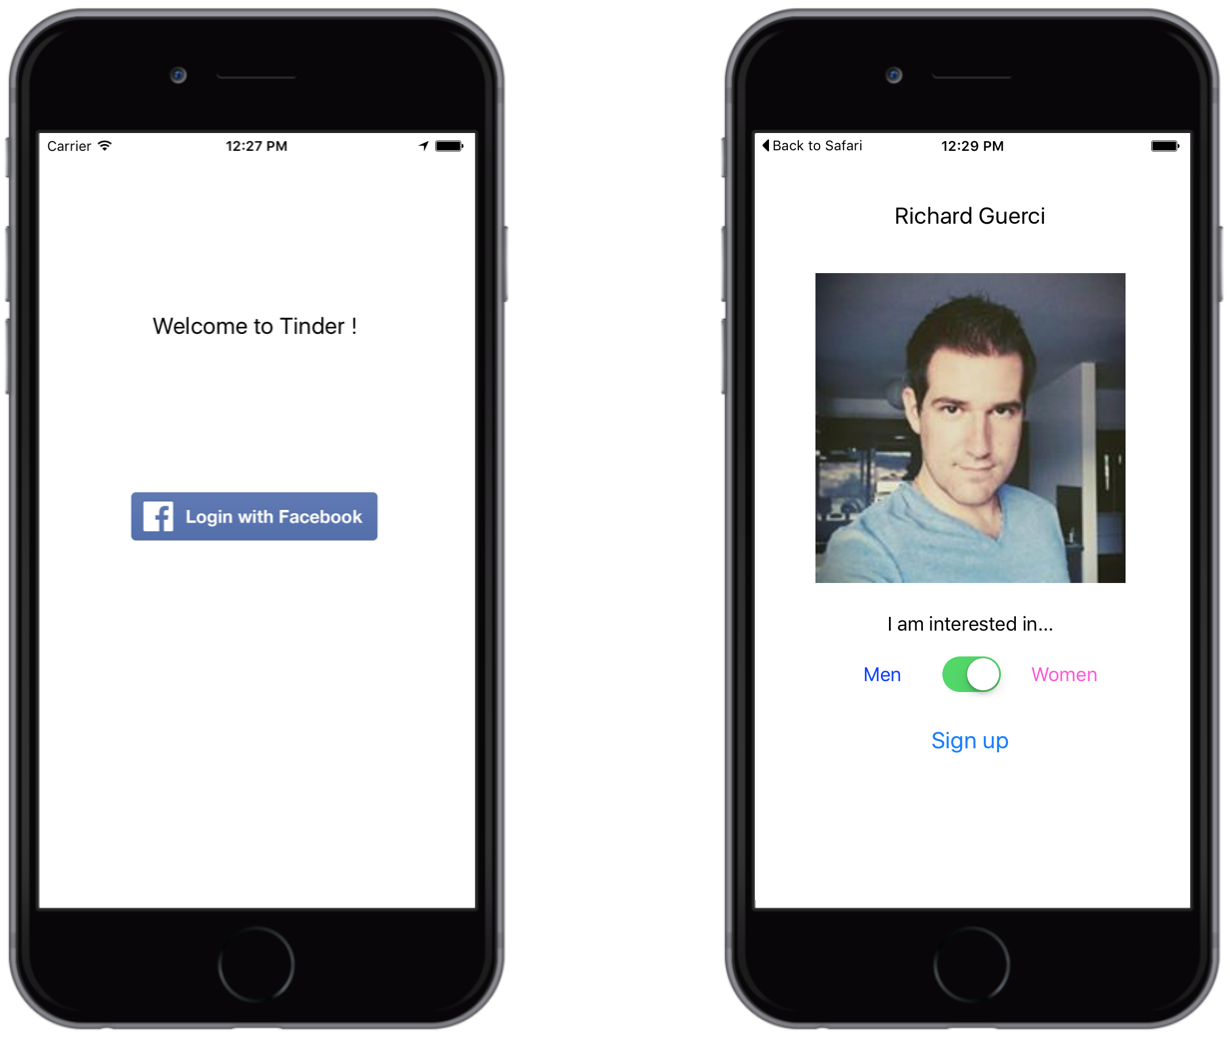 Carrier 12:27 PM
Welcome to Tinder !
Login with Facebook
Back to Safari 12:29 PM
Richard Guerci
I am interested in...
Men Women
Sign up